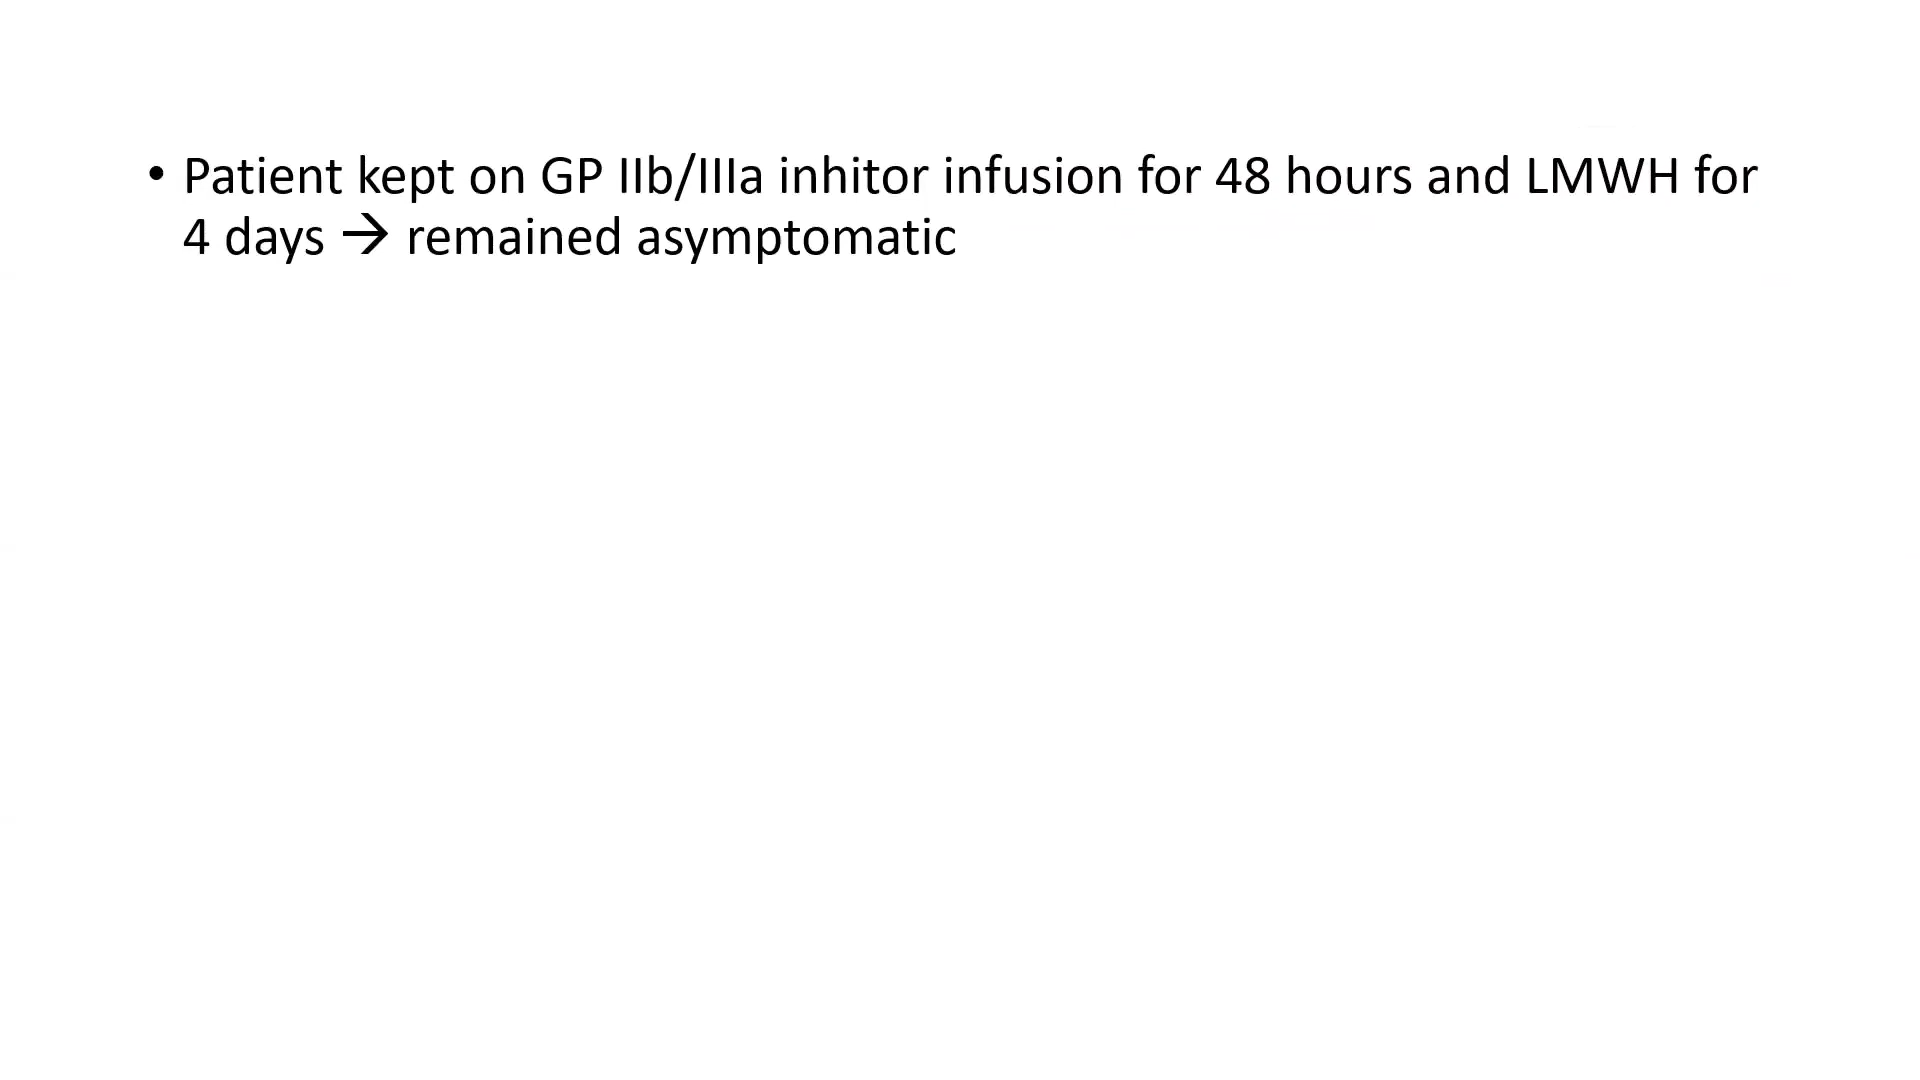 • Patient kept on GP IIb/IIIa inhitor infusion for 48 hours and LMWH for
4 days → remained asymptomatic